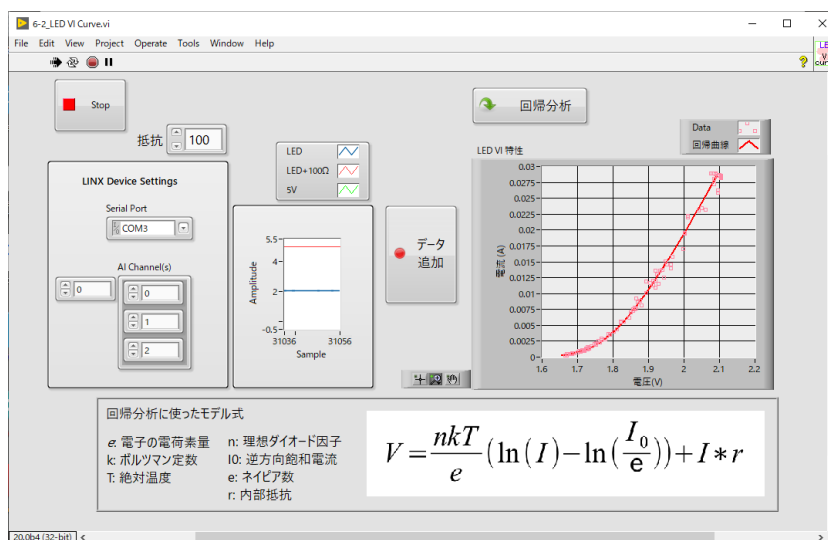 6-2_LED VI Curve.vi
File Edit View Project Operate Tools Window Help
Stop
抵抗 100
LINX Device Settings
Serial Port
COM3
AI Channel(s)
0
0
1
2
LED
LED+100Ω
5V
Amplitude
5.5
4
2
-0.5
31036 31056
Sample
データ
追加
回帰分析
Data
回帰曲線
LED VI 特性
電流 (A)
0.03
0.0275
0.025
0.0225
0.02
0.0175
0.015
0.0125
0.01
0.0075
0.005
0.0025
0
1.6 1.7 1.8 1.9 2 2.1 2.2
電圧(V)
回帰分析に使ったモデル式
e: 電子の電荷素量
k: ボルツマン定数
T: 絶対温度
n: 理想ダイオード因子
I0: 逆方向飽和電流
e: ネイピア数
r: 内部抵抗
V = nkT/e (ln(I) − ln(I₀/e)) + I * r
20.0b4 (32-bit)